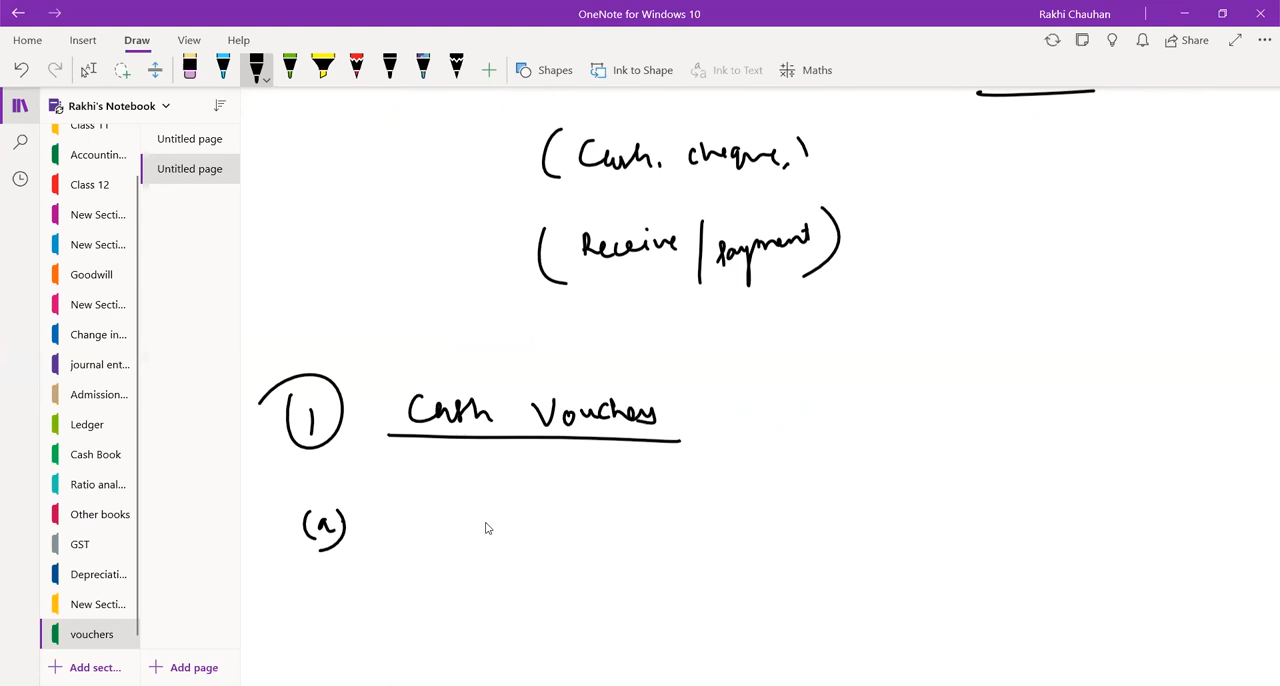 OneNote for Windows 10
Rakhi Chauhan
Home Insert Draw View Help
Share
Shapes Ink to Shape Ink to Text Maths
Rakhi's Notebook
Class 11
Accountin...
Class 12
New Secti...
New Secti...
Goodwill
New Secti...
Change in...
journal ent...
Admission...
Ledger
Cash Book
Ratio anal...
Other books
GST
Depreciati...
New Secti...
vouchers
Add sect...
Untitled page
Untitled page
Add page
(Cash, cheque,)
(Receive | payment)
1 Cash Vouchers
(a)